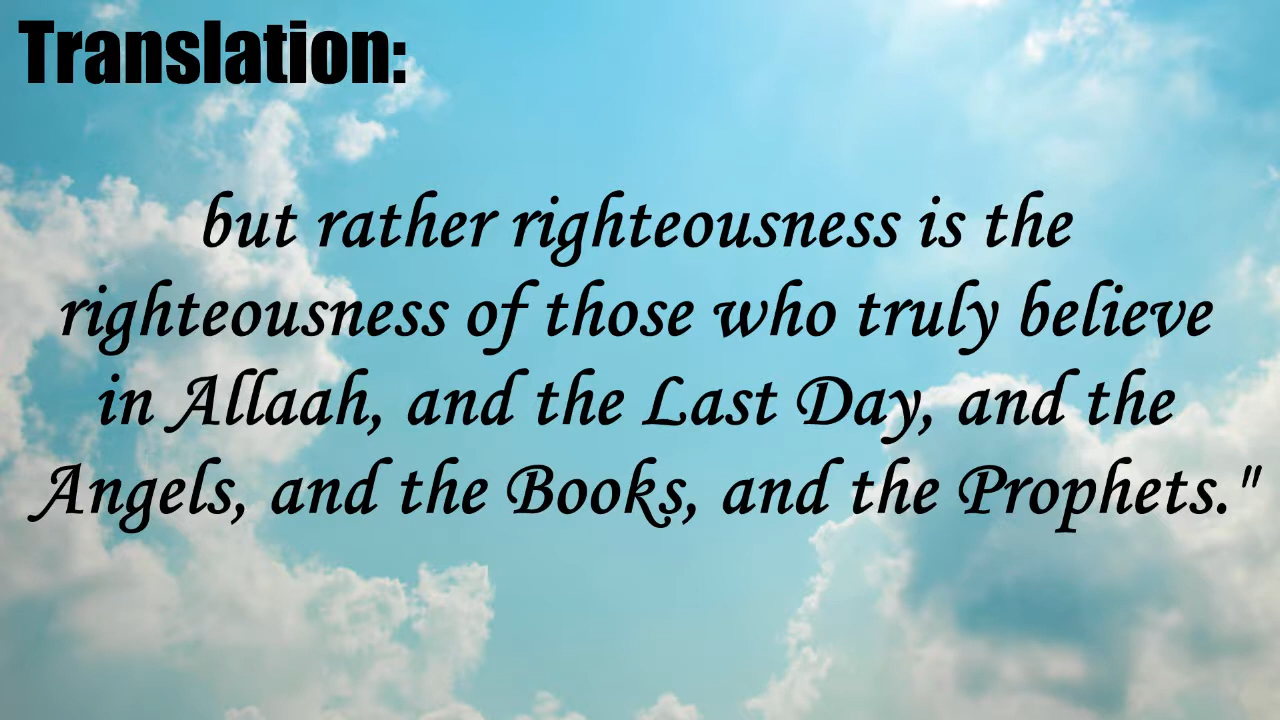 Translation:
but rather righteousness is the
righteousness of those who truly believe
in Allaah, and the Last Day, and the
Angels, and the Books, and the Prophets."